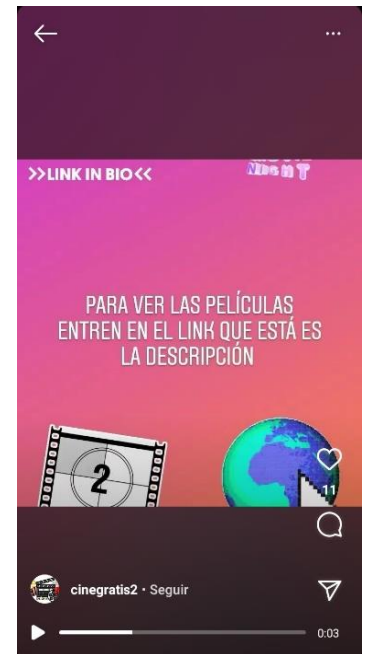 >>LINK IN BIO<<
NIGHT
PARA VER LAS PELÍCULAS
ENTREN EN EL LINK QUE ESTÁ ES
LA DESCRIPCIÓN
2
11
cinegratis2 • Seguir
0:03